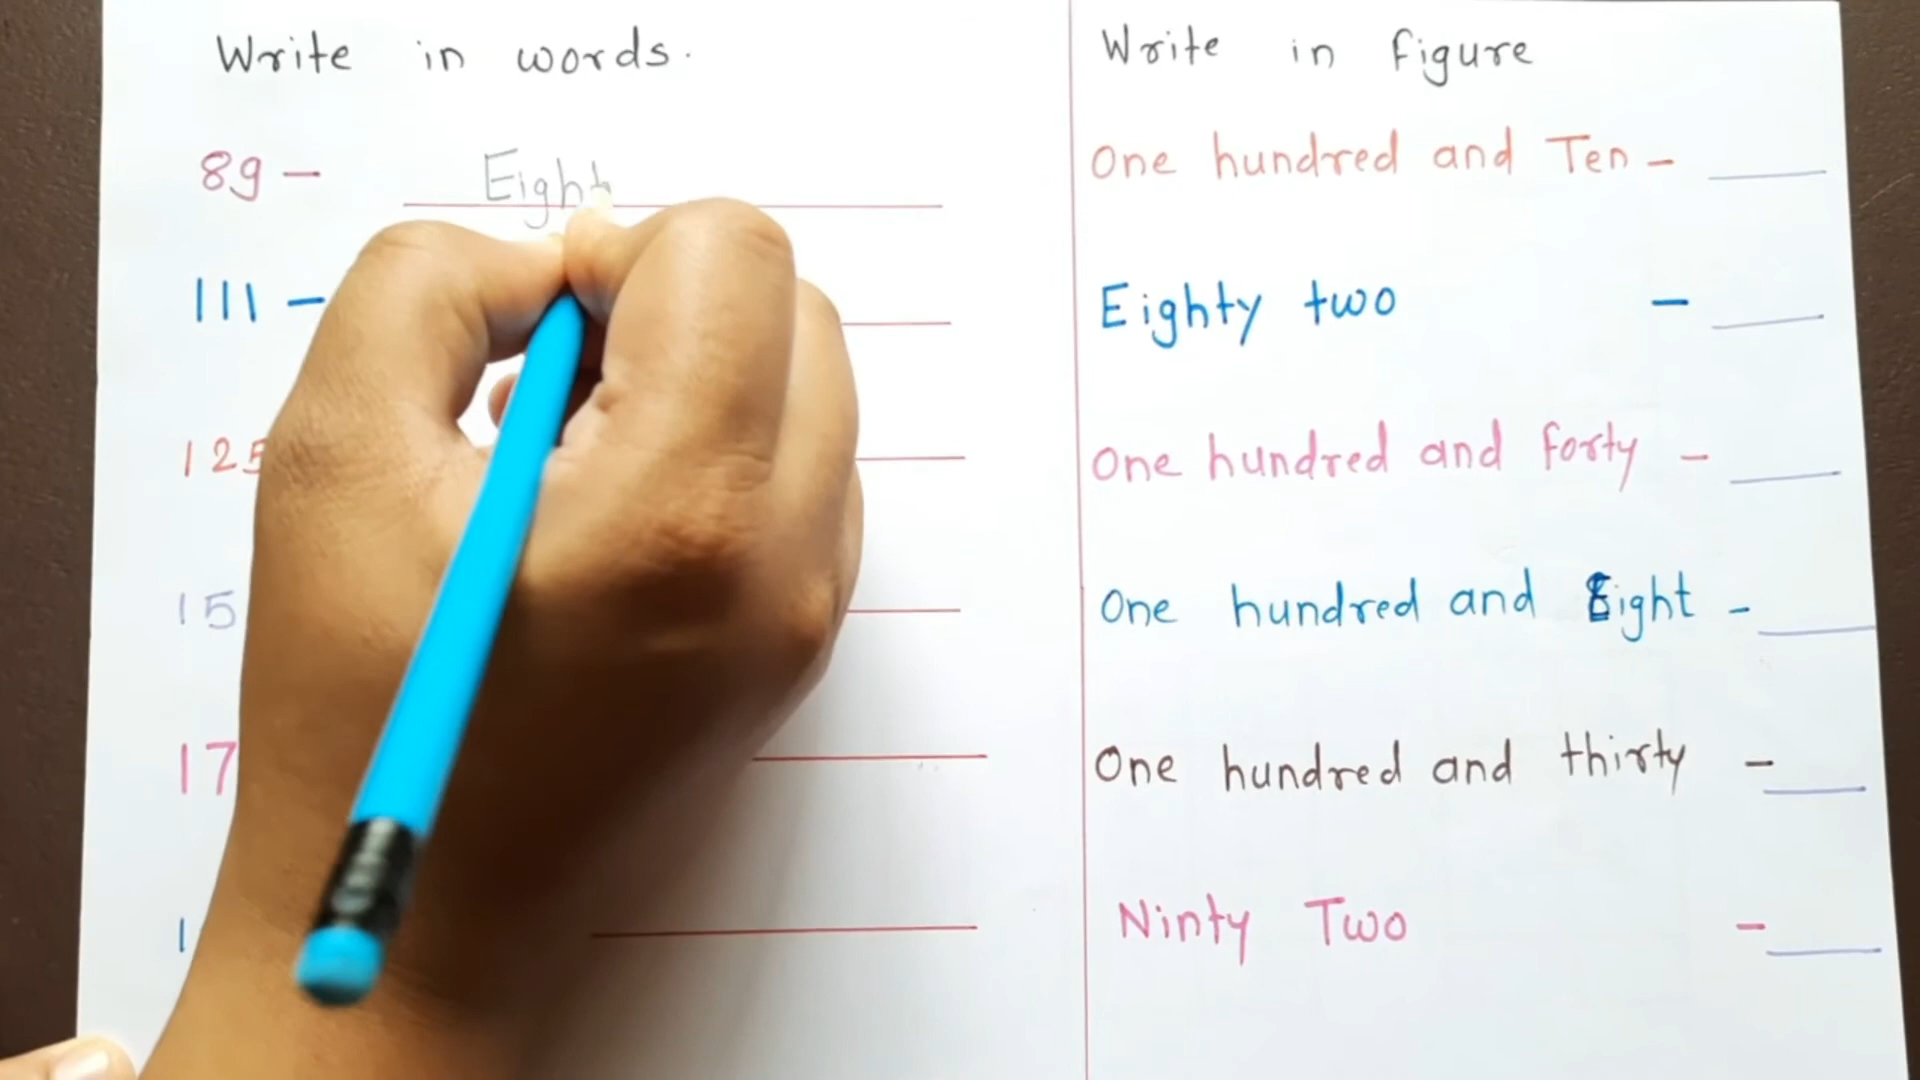 Write in words.
89 - Eight
111 -
125
15
17
1
Write in figure
One hundred and Ten -
Eighty two -
One hundred and forty -
One hundred and Eight -
One hundred and thirty -
Ninty Two -